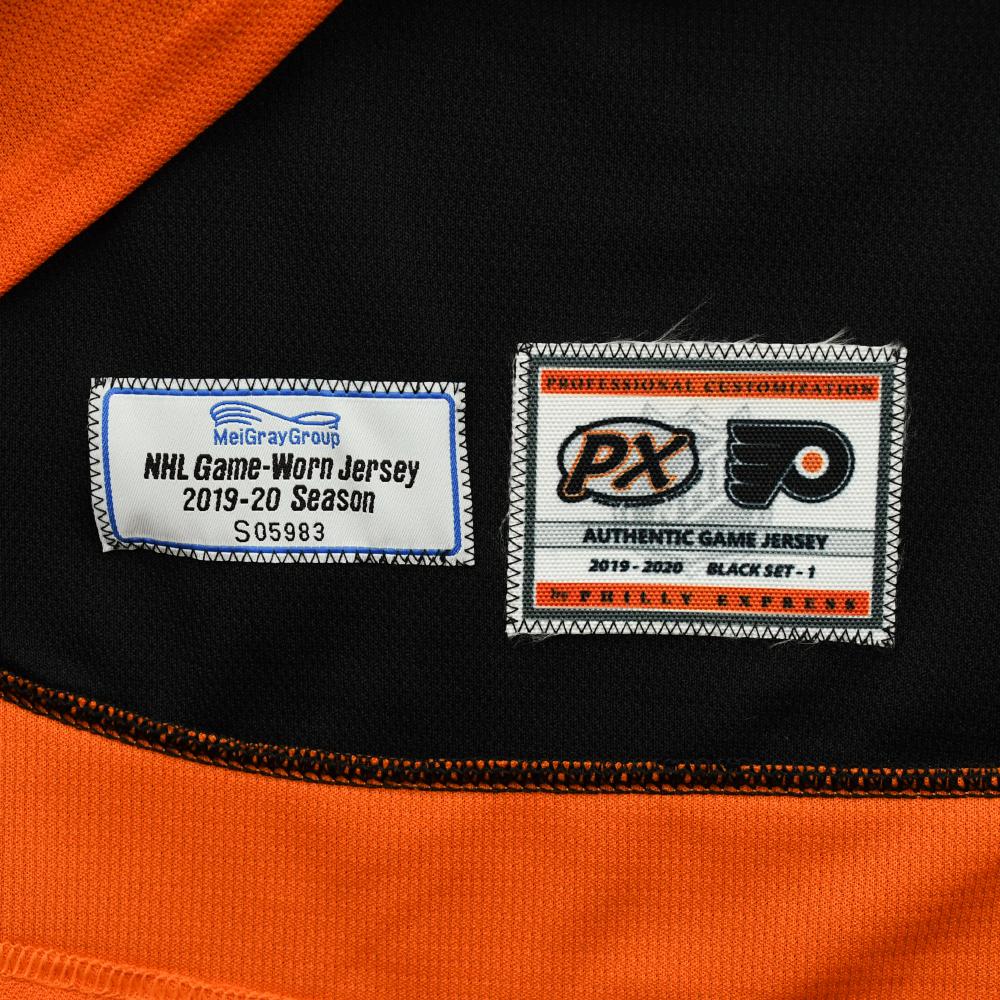 MeiGrayGroup
NHL Game-Worn Jersey
2019-20 Season
S05983
PROFESSIONAL CUSTOMIZATION
PX
AUTHENTIC GAME JERSEY
2019 - 2020 BLACK SET - 1
by PHILLY EXPRESS